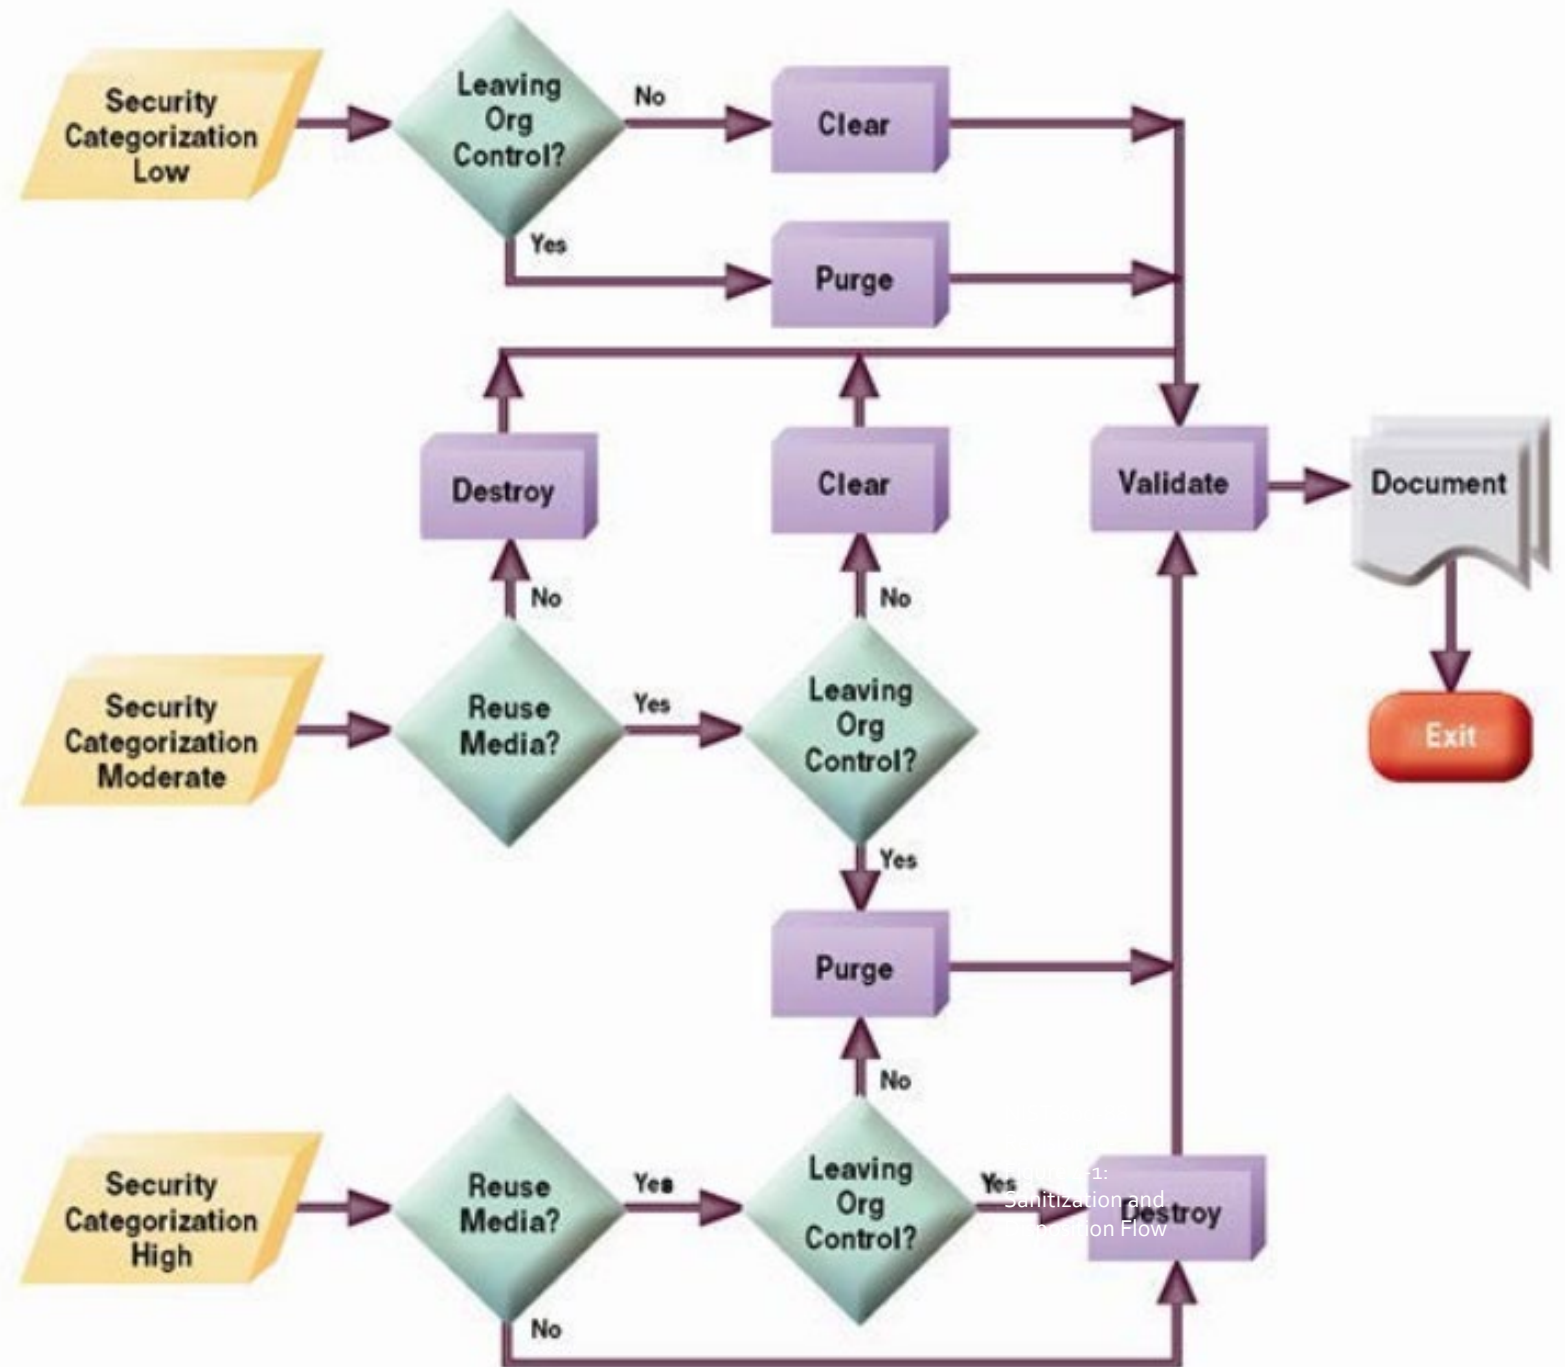 Security
Categorization
Low
Leaving
Org
Control?
No
Clear
Yes
Purge
Destroy
Clear
Validate
Document
No
No
Security
Categorization
Moderate
Reuse
Media?
Yes
Leaving
Org
Control?
Exit
Yes
Purge
No
Security
Categorization
High
Reuse
Media?
Yes
Leaving
Org
Control?
Yes
Destroy
-1:
Sanitization and
Flow
No